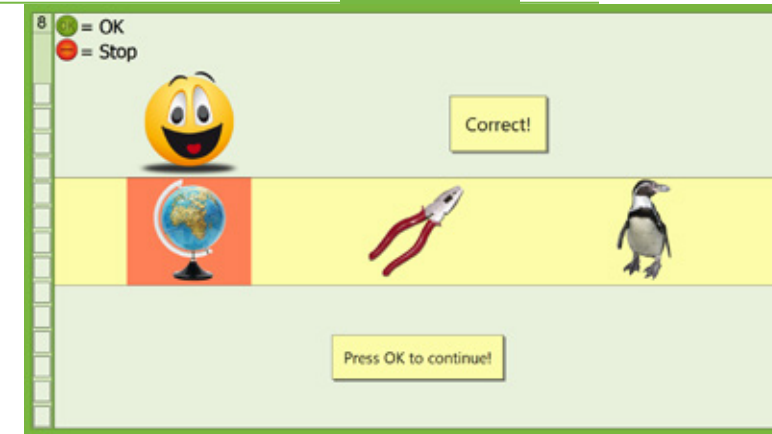 8
= OK
= Stop
Correct!
Press OK to continue!